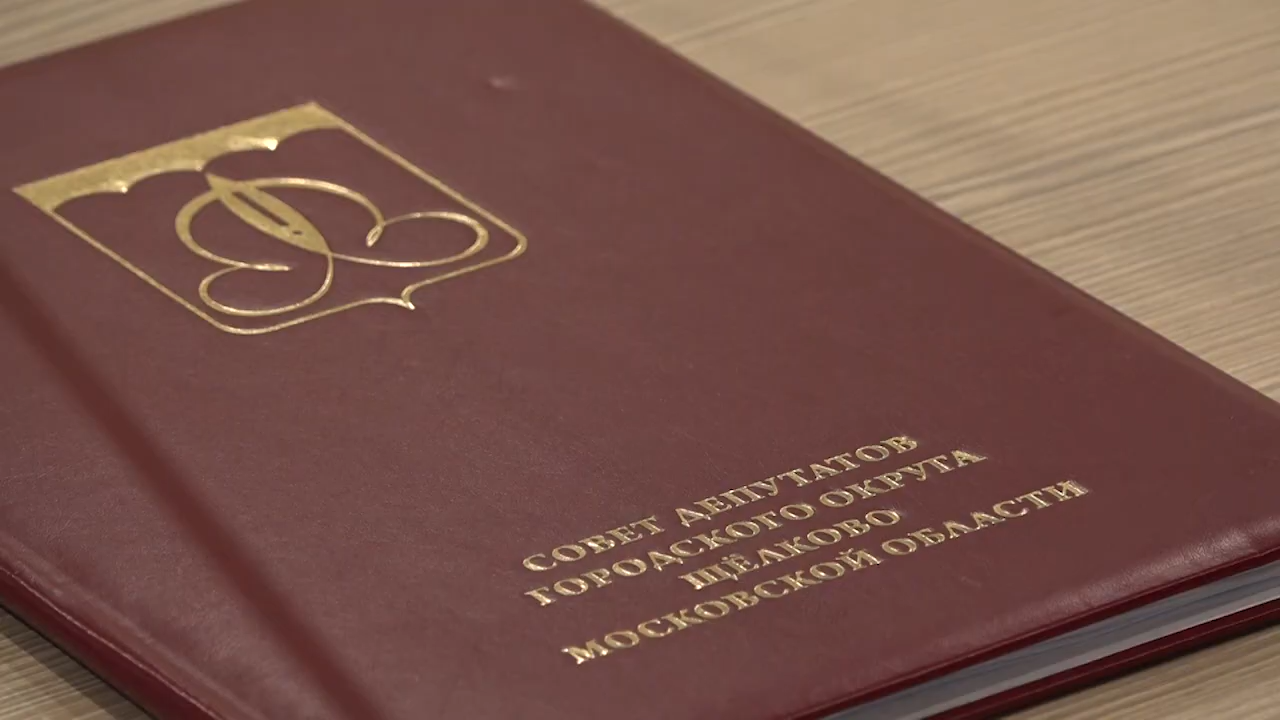 СОВЕТ ДЕПУТАТОВ
ГОРОДСКОГО ОКРУГА
ЩЁЛКОВО
МОСКОВСКОЙ ОБЛАСТИ